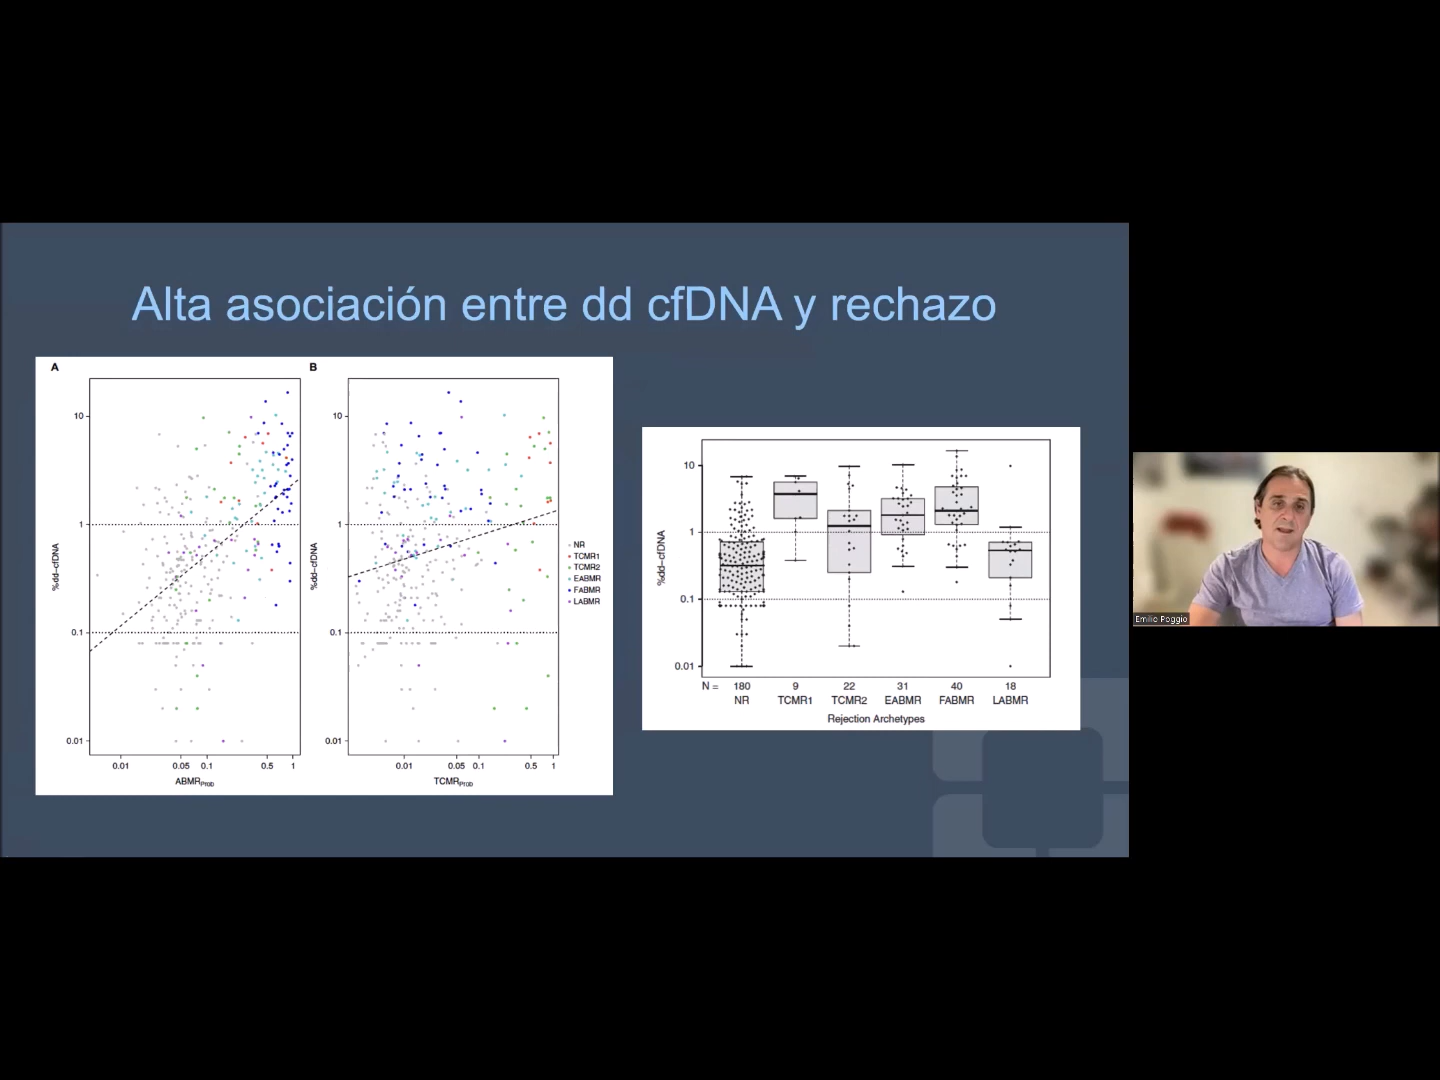 Alta asociación entre dd cfDNA y rechazo
A
B
%dd-cfDNA
10
1
0.1
0.01
0.01 0.05 0.1 0.5 1
ABMRProb
%dd-cfDNA
10
1
0.1
0.01
0.01 0.05 0.1 0.5 1
TCMRProb
NR
TCMR1
TCMR2
EABMR
FABMR
LABMR
%dd-cfDNA
10
1
0.1
0.01
N = 180 9 22 31 40 18
NR TCMR1 TCMR2 EABMR FABMR LABMR
Rejection Archetypes
Emilio Poggio